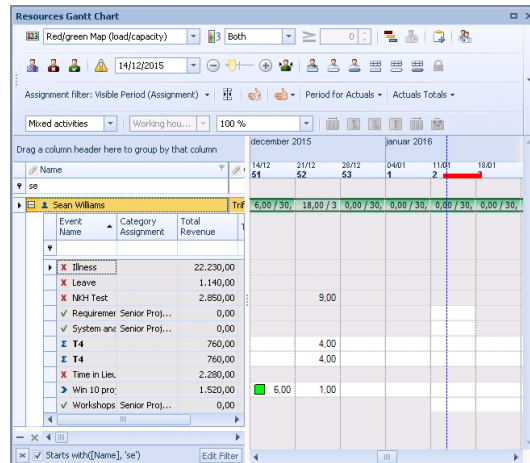 Resources Gantt Chart
123 Red/green Map (load/capacity) 3 Both ≥ 0
14/12/2015
Assignment filter: Visible Period (Assignment) Period for Actuals Actuals Totals
Mixed activities Working hou... 100 %
Drag a column header here to group by that column
december 2015 januar 2016
14/12 21/12 28/12 04/01 11/01 18/01
51 52 53 1 2
Name
se
Sean Williams Trif 6,00 / 30, 18,00 / 3 0,00 / 30, 0,00 / 30, 0,00 / 30, 0,00 / 30,
Event Name Category Assignment Total Revenue
Illness 22.230,00
Leave 1.140,00
NKH Test 2.850,00 9,00
Requiremer Senior Proj... 0,00
System ana Senior Proj... 0,00
Σ T4 760,00 4,00
Σ T4 760,00 4,00
Time in Lieu 2.280,00
Win 10 pro 1.520,00 6,00 1,00
Workshops Senior Proj... 0,00
Starts with([Name], 'se') Edit Filter